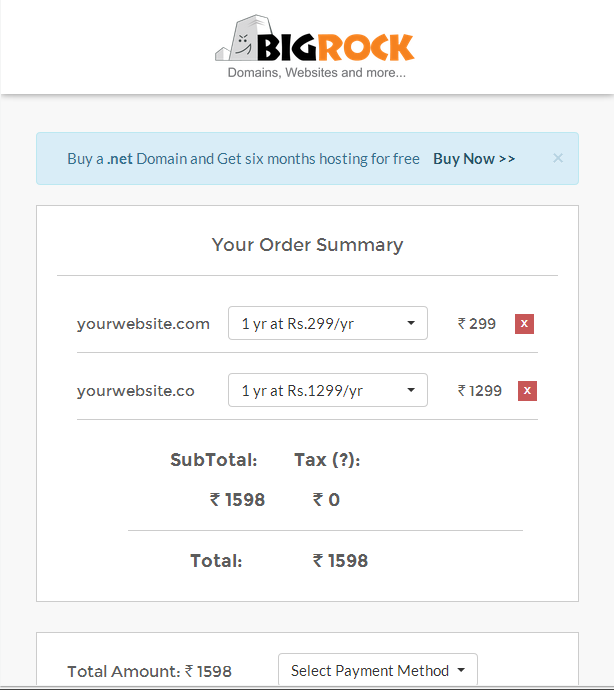 BIGROCK
Domains, Websites and more...
Buy a .net Domain and Get six months hosting for free Buy Now >> ×
Your Order Summary
yourwebsite.com 1 yr at Rs.299/yr ₹ 299 x
yourwebsite.co 1 yr at Rs.1299/yr ₹ 1299 x
SubTotal: Tax (?):
₹ 1598 ₹ 0
Total: ₹ 1598
Total Amount: ₹ 1598 Select Payment Method